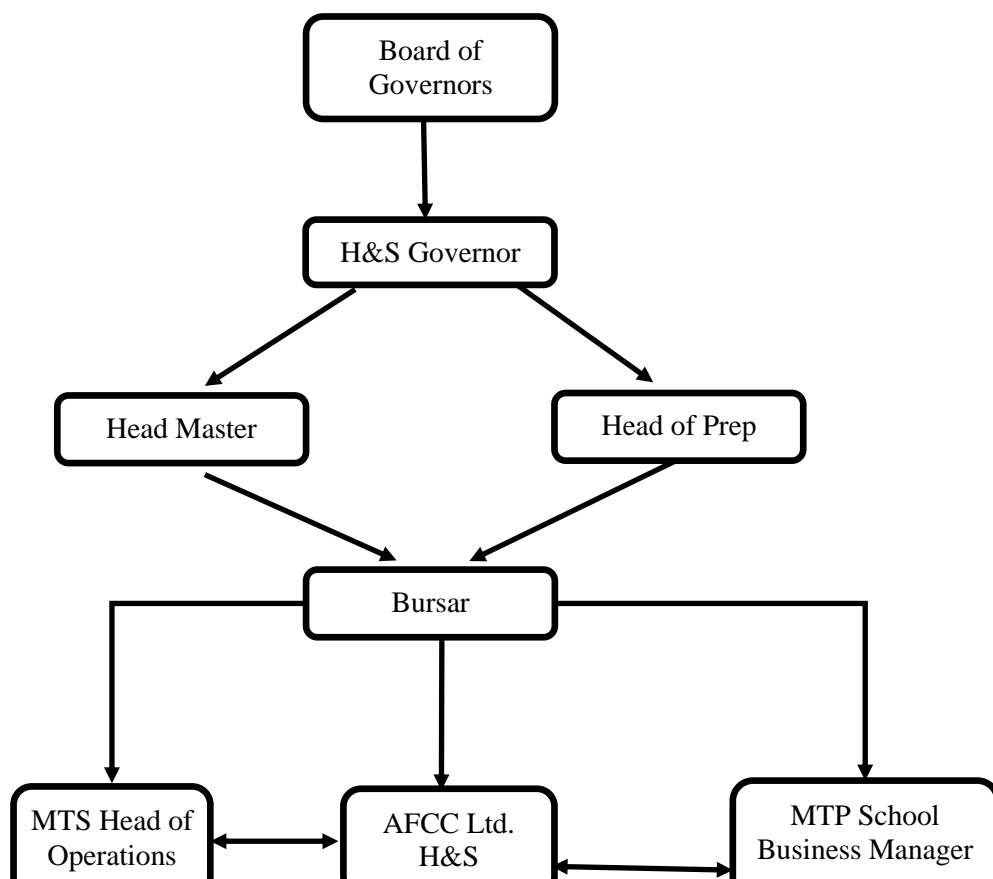 Board of
Governors
H&S Governor
Head Master
Head of Prep
Bursar
MTS Head of
Operations
AFCC Ltd.
H&S
MTP School
Business Manager